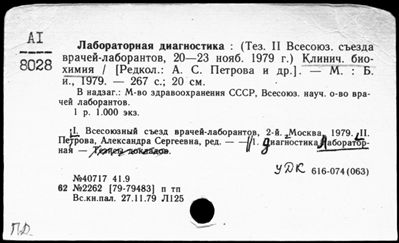 АI
8028
Лабораторная диагностика : (Тез. II Всесоюз. съезда
врачей-лаборантов, 20—23 нояб. 1979 г.) Клинич. био-
химия / [Редкол.: А. С. Петрова и др.]. — М. : Б.
и., 1979. — 267 с.; 20 см.
В надзаг.: М-во здравоохранения СССР, Всесоюз. науч. о-во вра-
чей лаборантов.
1 р. 1.000 экз.
I. Всесоюзный съезд врачей-лаборантов, 2-й. Москва, 1979. II.
Петрова, Александра Сергеевна, ред. — 1. Диагностика лаборатор-
ная — Тезисы докладов.
УДК 616-074(063)
№40717 41.9
62 №2262 [79-79483] п тп
Вс.кн.пал. 27.11.79 Л125
П.D.